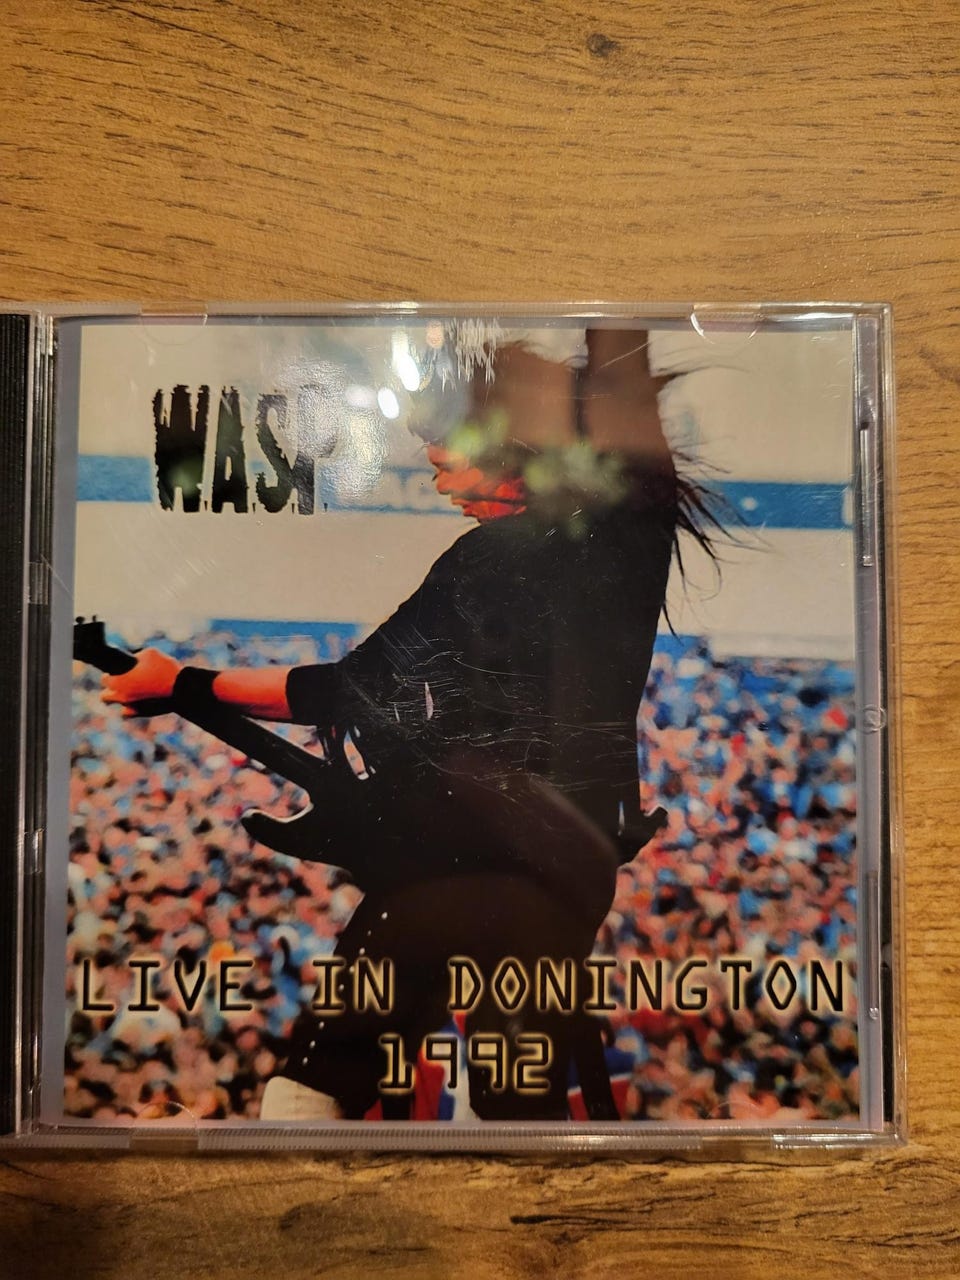 W.A.S.P.
LIVE IN DONINGTON
1992